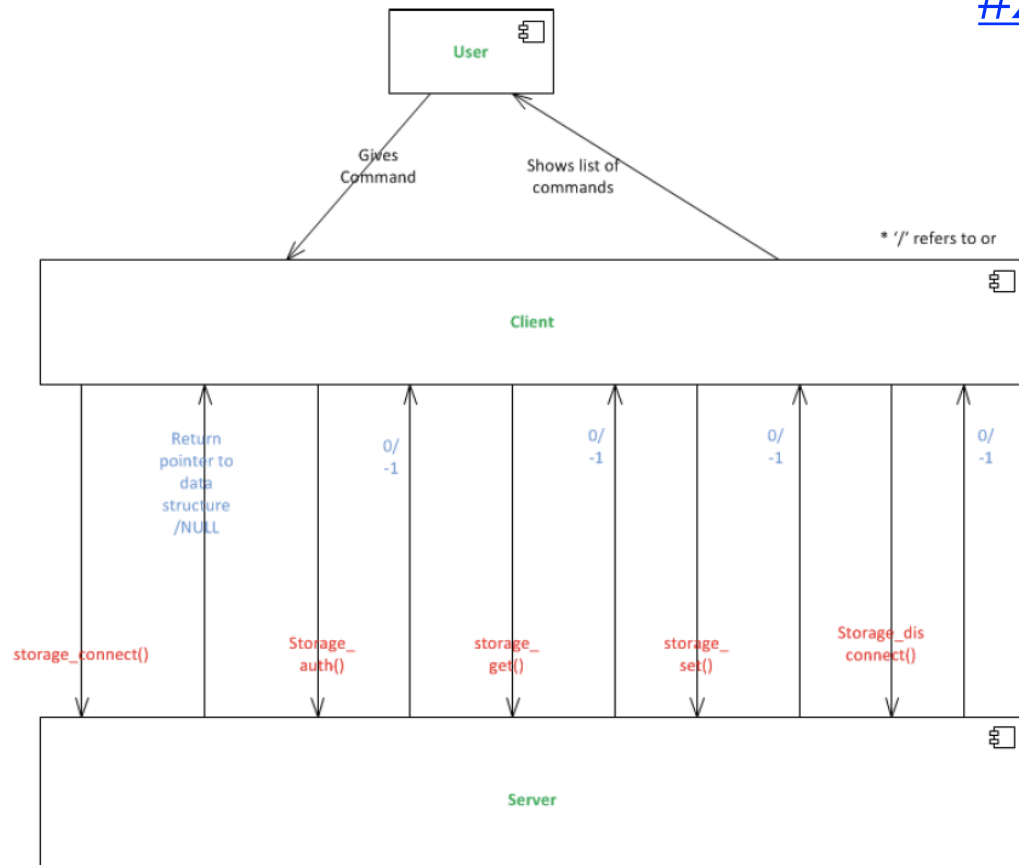 User
Gives
Command
Shows list of
commands
* '/' refers to or
Client
Return
pointer to
data
structure
/NULL
0/
-1
0/
-1
0/
-1
0/
-1
storage_connect()
Storage_
auth()
storage_
get()
storage_
set()
Storage_dis
connect()
Server